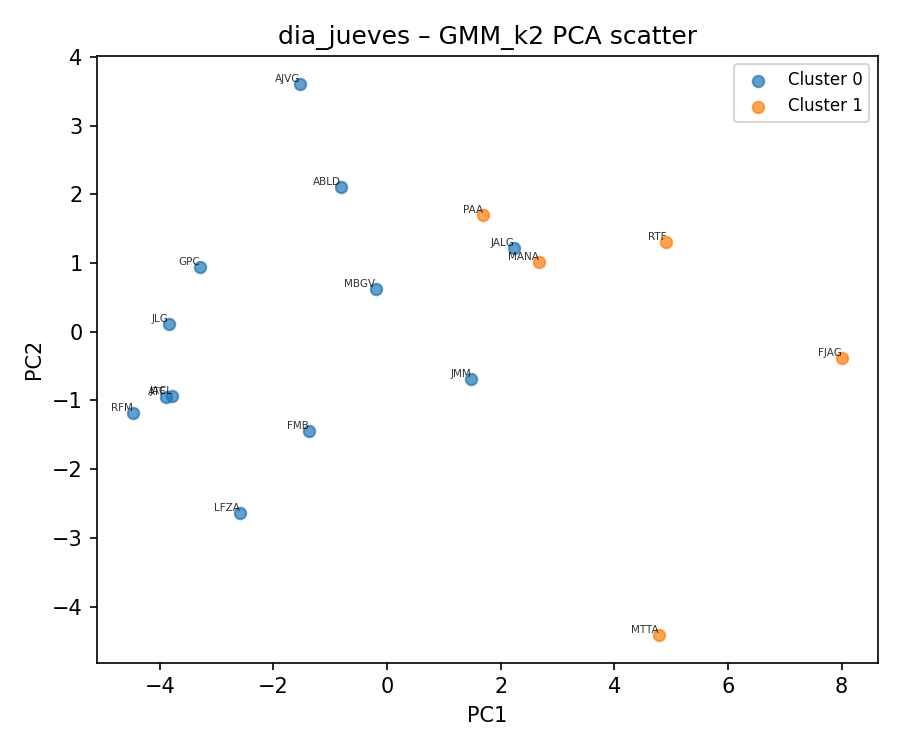 dia_jueves – GMM_k2 PCA scatter
Cluster 0
Cluster 1
4
3
2
1
0
−1
−2
−3
−4
PC2
AJVG
ABLD
PAA
JALG
RTF
MANA
GPC
MBGV
JLG
FJAG
JMM
RFM
FMB
LFZA
MTTA
−4
−2
0
2
4
6
8
PC1